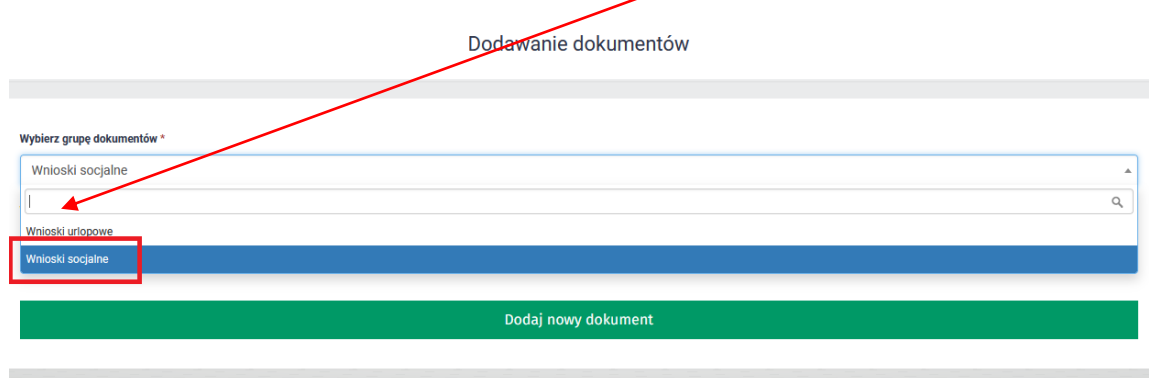 Dodawanie dokumentów
Wybierz grupę dokumentów *
Wnioski socjalne
Wnioski urlopowe
Wnioski socjalne
Dodaj nowy dokument